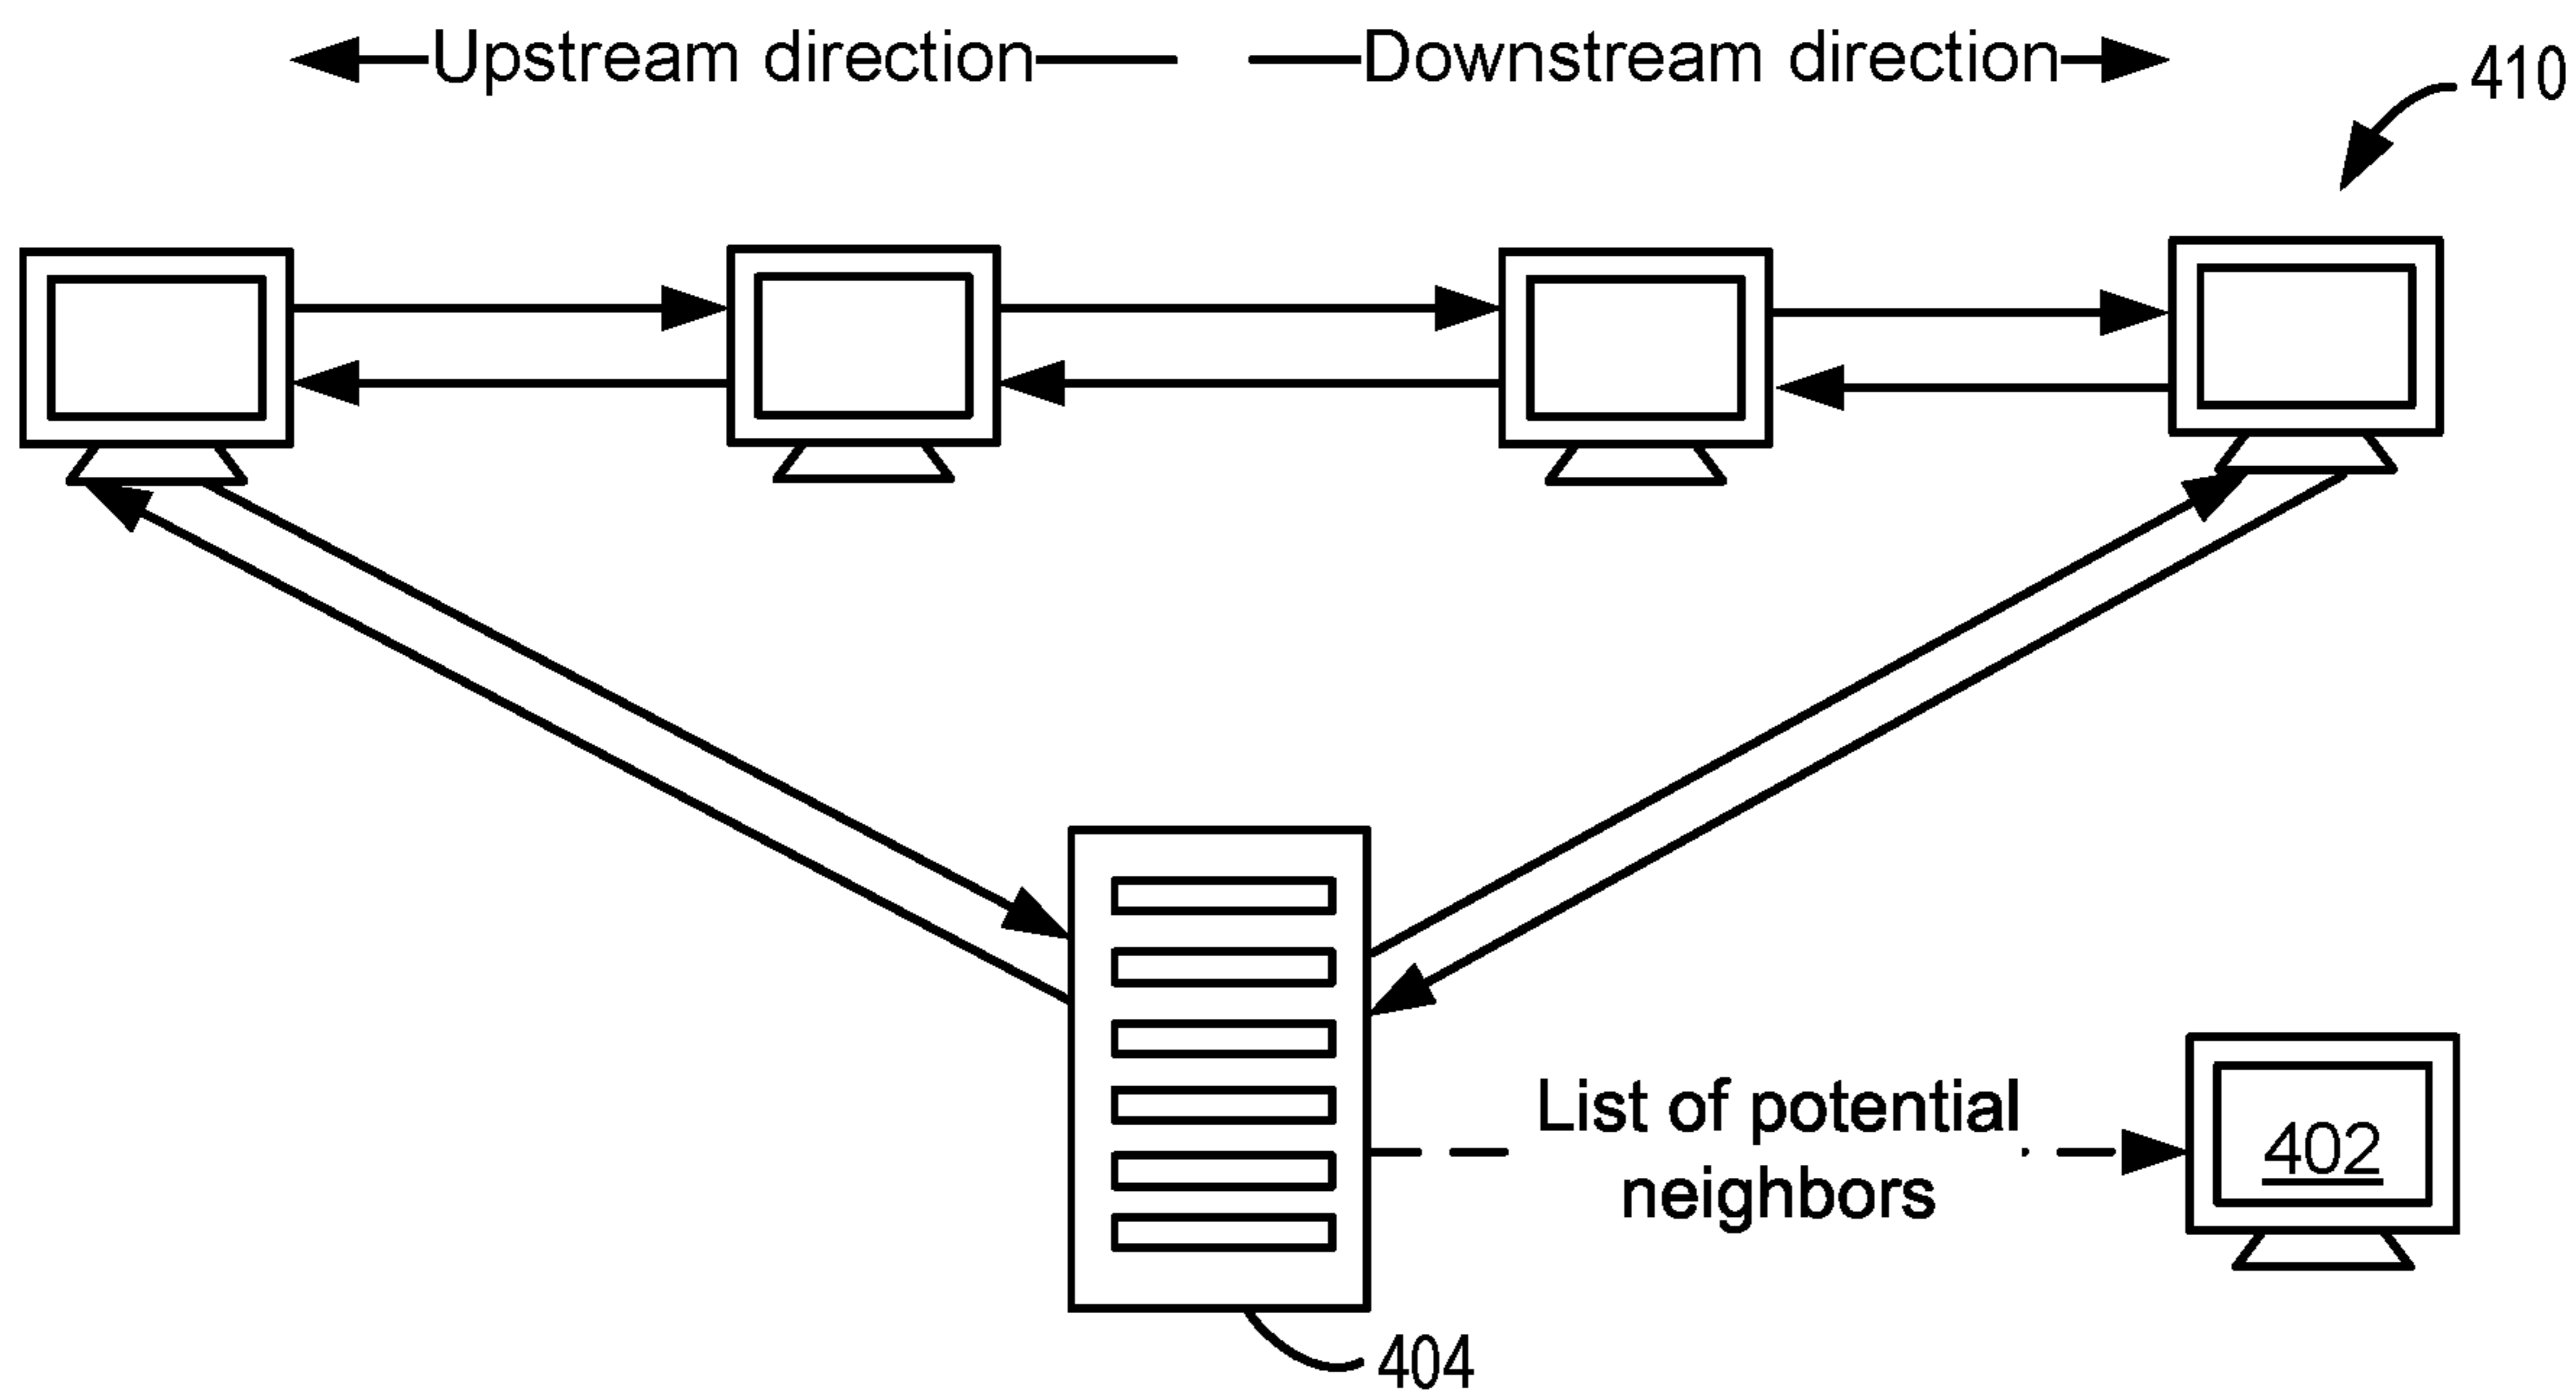 Upstream direction
Downstream direction
410
List of potential
neighbors
402
404